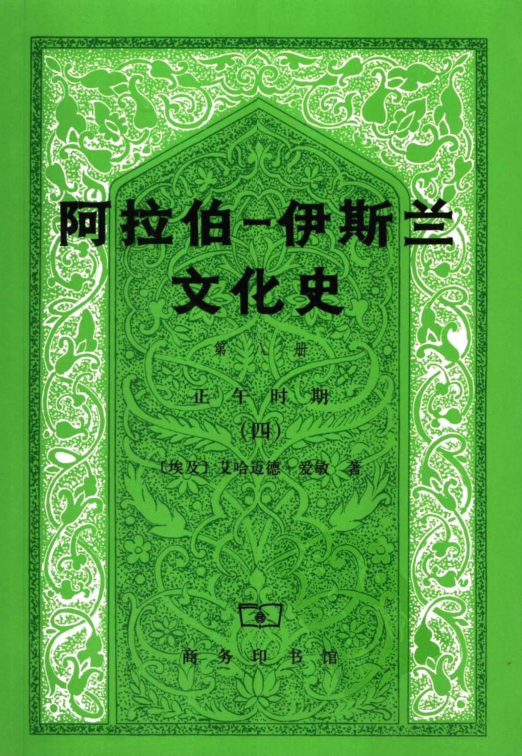 阿拉伯-伊斯兰
文化史
第八册
正午时期
(四)
〔埃及〕艾哈迈德·爱敏 著
商务印书馆